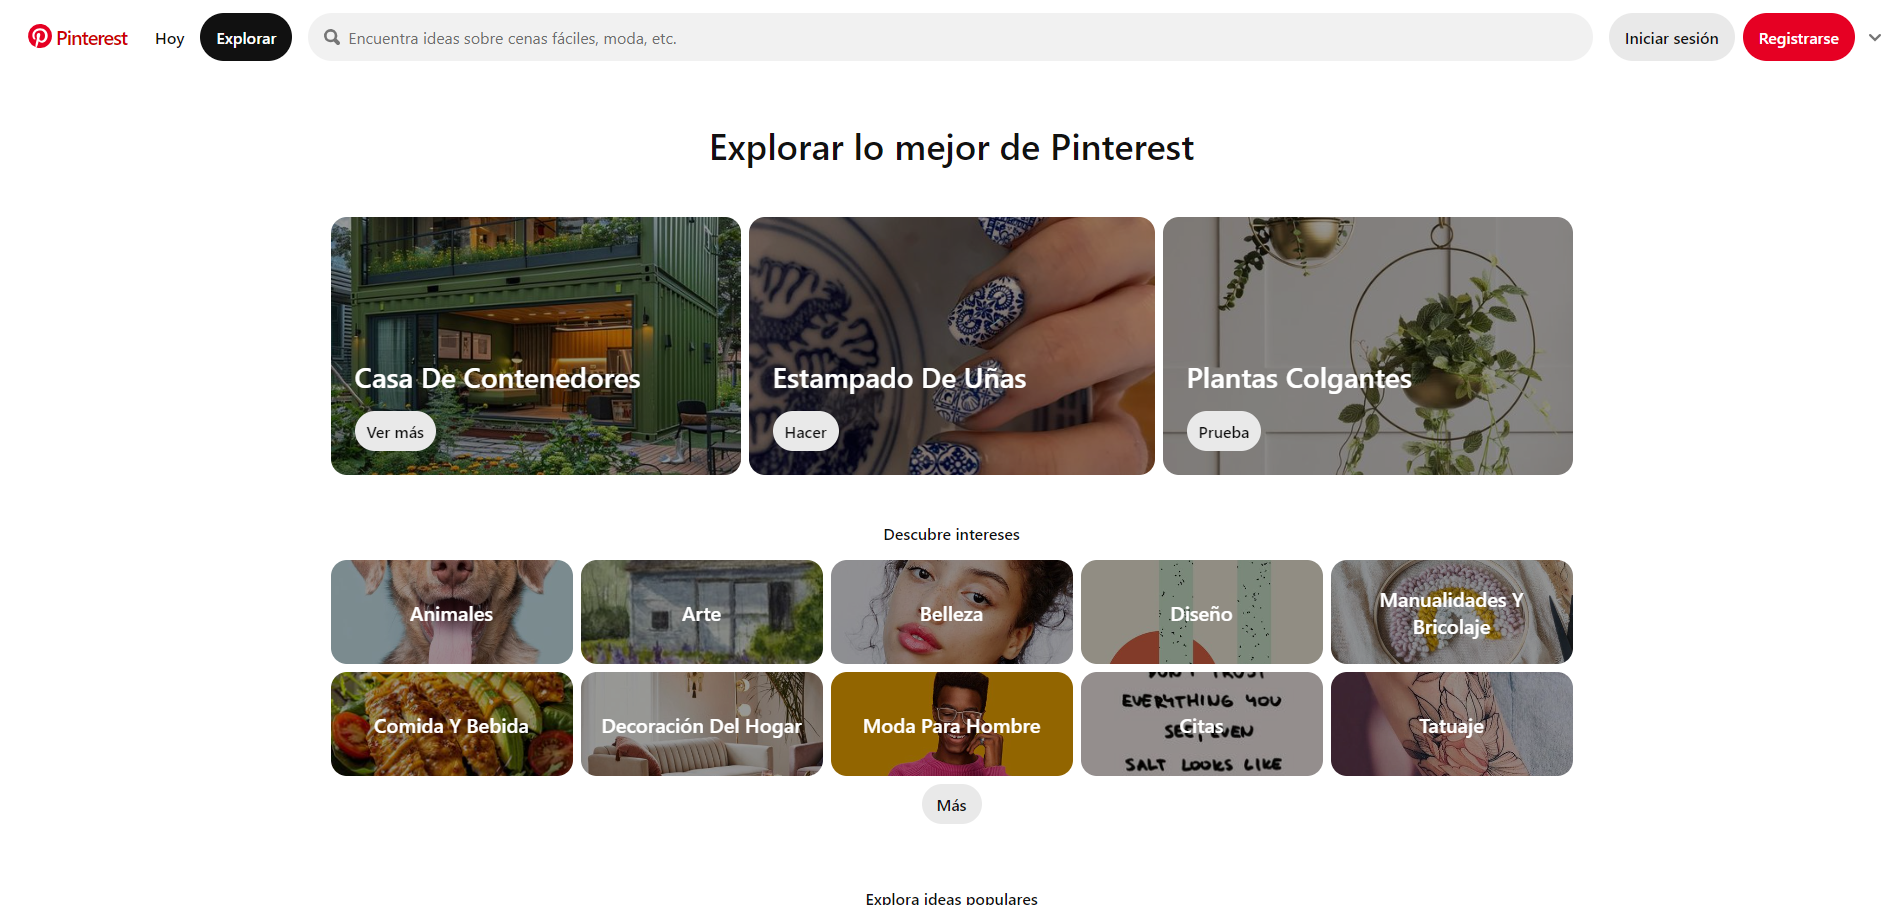 Pinterest
Hoy
Explorar
Encuentra ideas sobre cenas fáciles, moda, etc.
Iniciar sesión
Registrarse
Explorar lo mejor de Pinterest
Casa De Contenedores
Ver más
Estampado De Uñas
Hacer
Plantas Colgantes
Prueba
Descubre intereses
Animales
Arte
Belleza
Diseño
Manualidades Y
Bricolaje
Comida Y Bebida
Decoración Del Hogar
Moda Para Hombre
DON'T TRUST
EVERYTHING YOU
SEE, EVEN
SALT LOOKS LIKE
Citas
Tatuaje
Más
Explora ideas populares